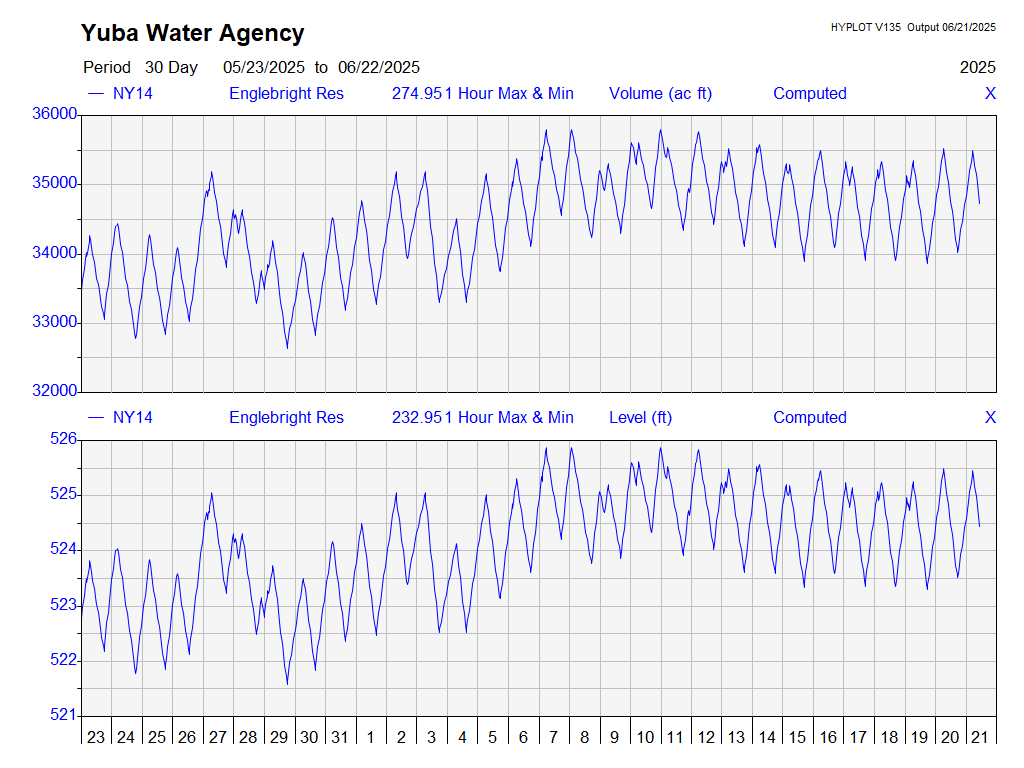 Yuba Water Agency
HYPLOT V135 Output 06/21/2025
Period 30 Day 05/23/2025 to 06/22/2025 2025
— NY14 Englebright Res 274.951 Hour Max & Min Volume (ac ft) Computed X
36000
35000
34000
33000
32000
— NY14 Englebright Res 232.951 Hour Max & Min Level (ft) Computed X
526
525
524
523
522
521
23 24 25 26 27 28 29 30 31 1 2 3 4 5 6 7 8 9 10 11 12 13 14 15 16 17 18 19 20 21